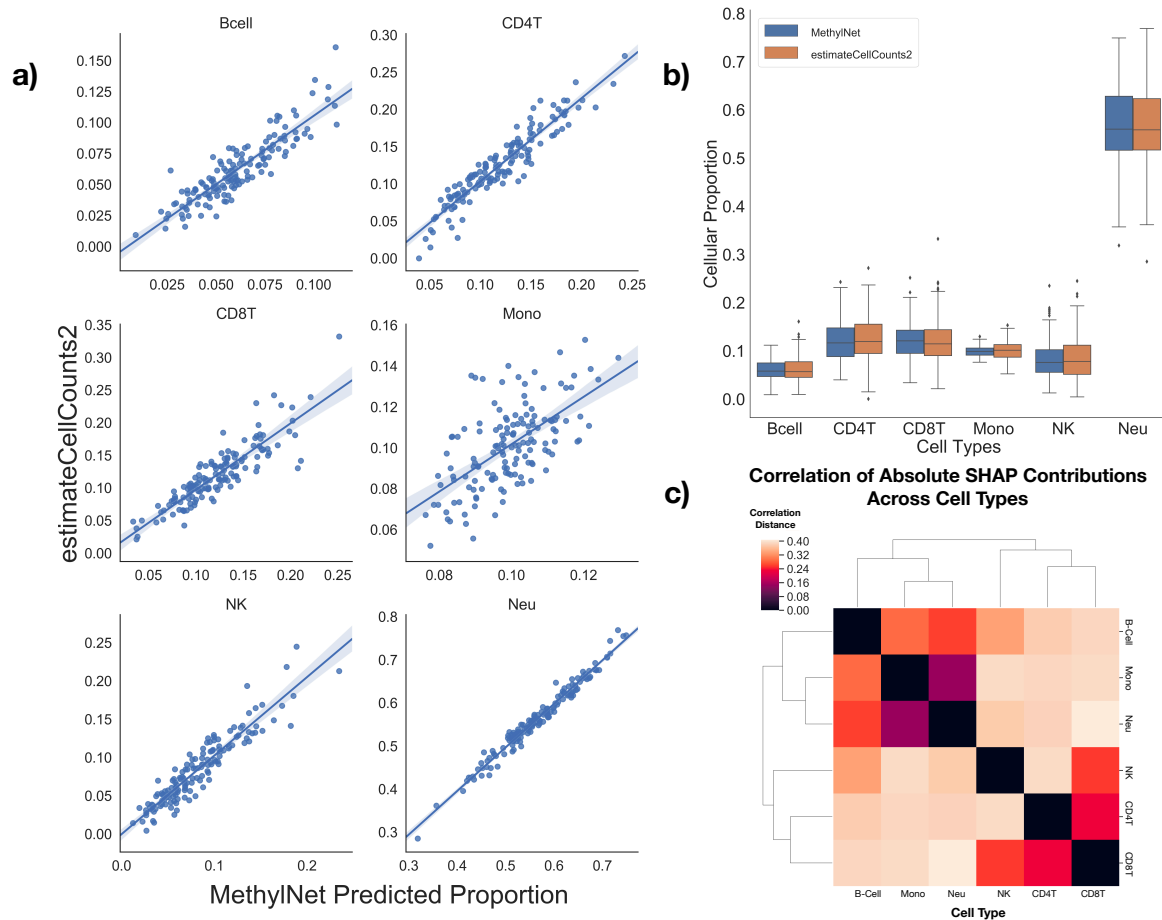 a)
Bcell
0.150
0.125
0.100
0.075
0.050
0.025
0.000
0.025 0.050 0.075 0.100
CD4T
0.30
0.25
0.20
0.15
0.10
0.05
0.00
0.05 0.10 0.15 0.20 0.25
CD8T
0.35
0.30
0.25
0.20
0.15
0.10
0.05
0.00
0.05 0.10 0.15 0.20 0.25
Mono
0.16
0.14
0.12
0.10
0.08
0.06
0.08 0.10 0.12
NK
0.25
0.20
0.15
0.10
0.05
0.00
0.0 0.1 0.2
Neu
0.8
0.7
0.6
0.5
0.4
0.3
0.3 0.4 0.5 0.6 0.7
estimateCellCounts2
MethylNet Predicted Proportion
b)
MethylNet
estimateCellCounts2
Cellular Proportion
0.8
0.7
0.6
0.5
0.4
0.3
0.2
0.1
0.0
Bcell CD4T CD8T Mono NK Neu
Cell Types
c)
Correlation of Absolute SHAP Contributions
Across Cell Types
Correlation
Distance
0.40
0.32
0.24
0.16
0.08
0.00
B-Cell
Mono
Neu
NK
CD4T
CD8T
B-Cell Mono Neu NK CD4T CD8T
Cell Type